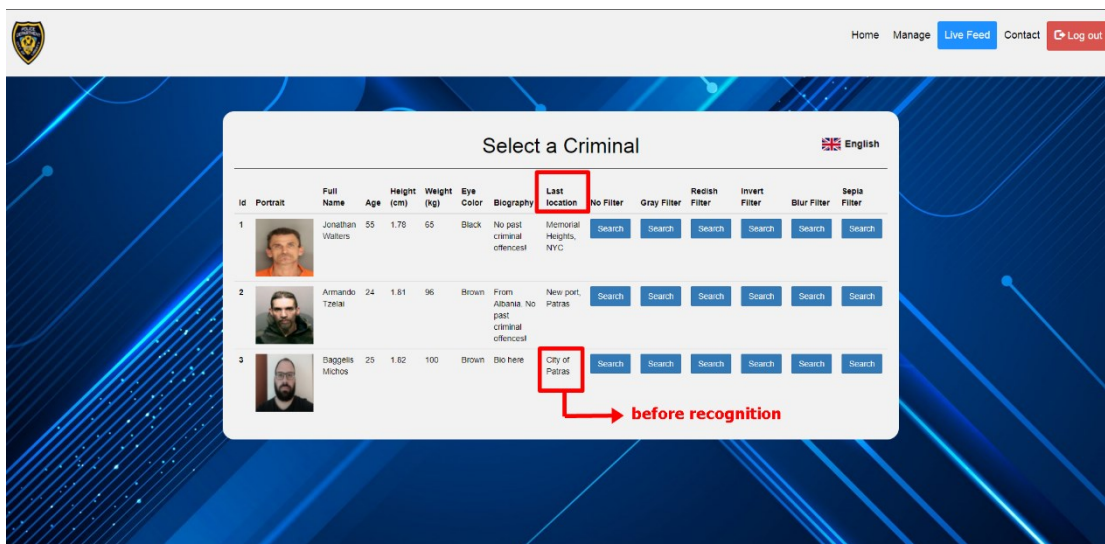 POLICE
DEPARTMENT
Home Manage Live Feed Contact Log out
Select a Criminal
English
Id Portrait Full Name Age Height (cm) Weight (kg) Eye Color Biography Last location No Filter Gray Filter Redish Filter Invert Filter Blur Filter Sepia Filter
1 Jonathan Walters 55 1.78 65 Black No past criminal offences! Memorial Heights, NYC Search Search Search Search Search Search
2 Armando Tzelai 24 1.81 96 Brown From Albania. No past criminal offences! New port, Patras Search Search Search Search Search Search
3 Baggelis Michos 25 1.82 100 Brown Bio here City of Patras Search Search Search Search Search Search
before recognition